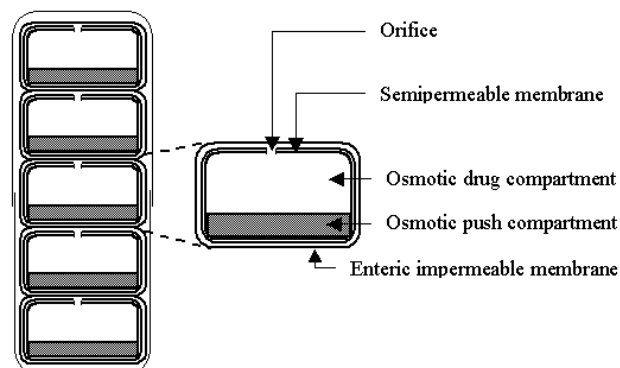 Orifice
Semipermeable membrane
Osmotic drug compartment
Osmotic push compartment
Enteric impermeable membrane